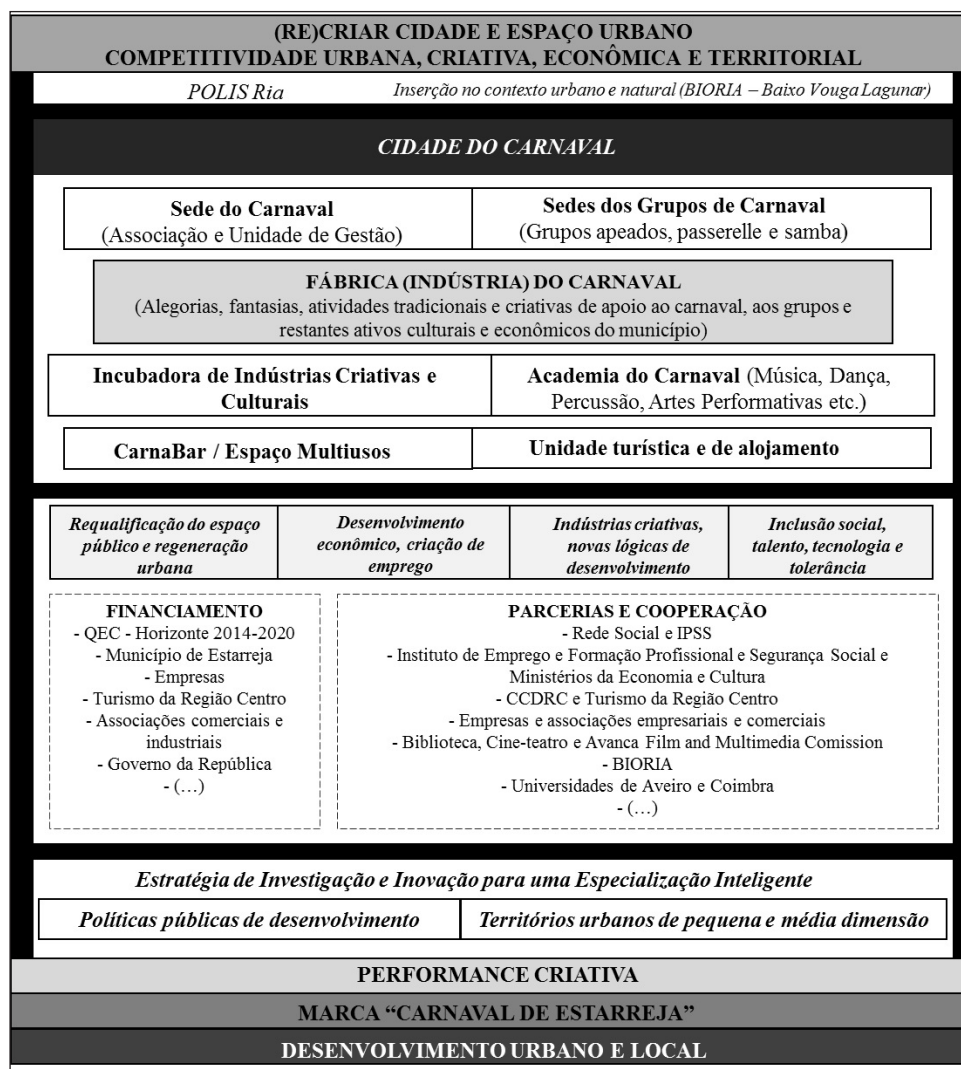 (RE)CRIAR CIDADE E ESPAÇO URBANO
COMPETITIVIDADE URBANA, CRIATIVA, ECONÔMICA E TERRITORIAL
POLIS Ria
Inserção no contexto urbano e natural (BIORIA – Baixo Vouga Lagunar)
CIDADE DO CARNAVAL
Sede do Carnaval
(Associação e Unidade de Gestão)
Sedes dos Grupos de Carnaval
(Grupos apeados, passerelle e samba)
FÁBRICA (INDÚSTRIA) DO CARNAVAL
(Alegorias, fantasias, atividades tradicionais e criativas de apoio ao carnaval, aos grupos e
restantes ativos culturais e econômicos do município)
Incubadora de Indústrias Criativas e
Culturais
Academia do Carnaval (Música, Dança,
Percussão, Artes Performativas etc.)
CarnaBar / Espaço Multiusos
Unidade turística e de alojamento
Requalificação do espaço
público e regeneração
urbana
Desenvolvimento
econômico, criação de
emprego
Indústrias criativas,
novas lógicas de
desenvolvimento
Inclusão social,
talento, tecnologia e
tolerância
FINANCIAMENTO
- QEC - Horizonte 2014-2020
- Município de Estarreja
- Empresas
- Turismo da Região Centro
- Associações comerciais e
industriais
- Governo da República
- (…)
PARCERIAS E COOPERAÇÃO
- Rede Social e IPSS
- Instituto de Emprego e Formação Profissional e Segurança Social e
Ministérios da Economia e Cultura
- CCDRC e Turismo da Região Centro
- Empresas e associações empresariais e comerciais
- Biblioteca, Cine-teatro e Avanca Film and Multimedia Comission
- BIORIA
- Universidades de Aveiro e Coimbra
- (…)
Estratégia de Investigação e Inovação para uma Especialização Inteligente
Políticas públicas de desenvolvimento
Territórios urbanos de pequena e média dimensão
PERFORMANCE CRIATIVA
MARCA “CARNAVAL DE ESTARREJA”
DESENVOLVIMENTO URBANO E LOCAL